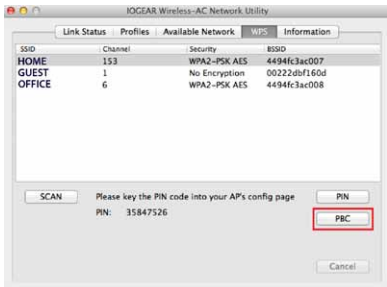 IOGEAR Wireless-AC Network Utility
Link Status Profiles Available Network WPS Information
SSID Channel Security BSSID
HOME 153 WPA2-PSK AES 4494fc3ac007
GUEST 1 No Encryption 00222dbf160d
OFFICE 6 WPA2-PSK AES 4494fc3ac008
SCAN Please key the PIN code into your AP's config page PIN
PIN: 35847526 PBC
Cancel